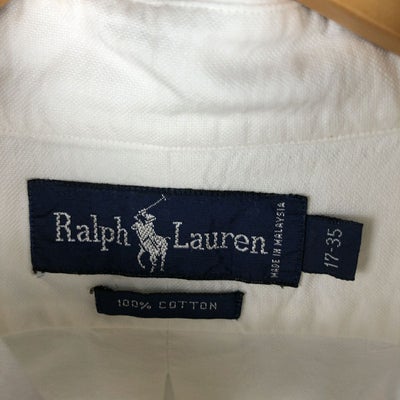 Ralph Lauren
MADE IN MALAYSIA
17-35
100% COTTON